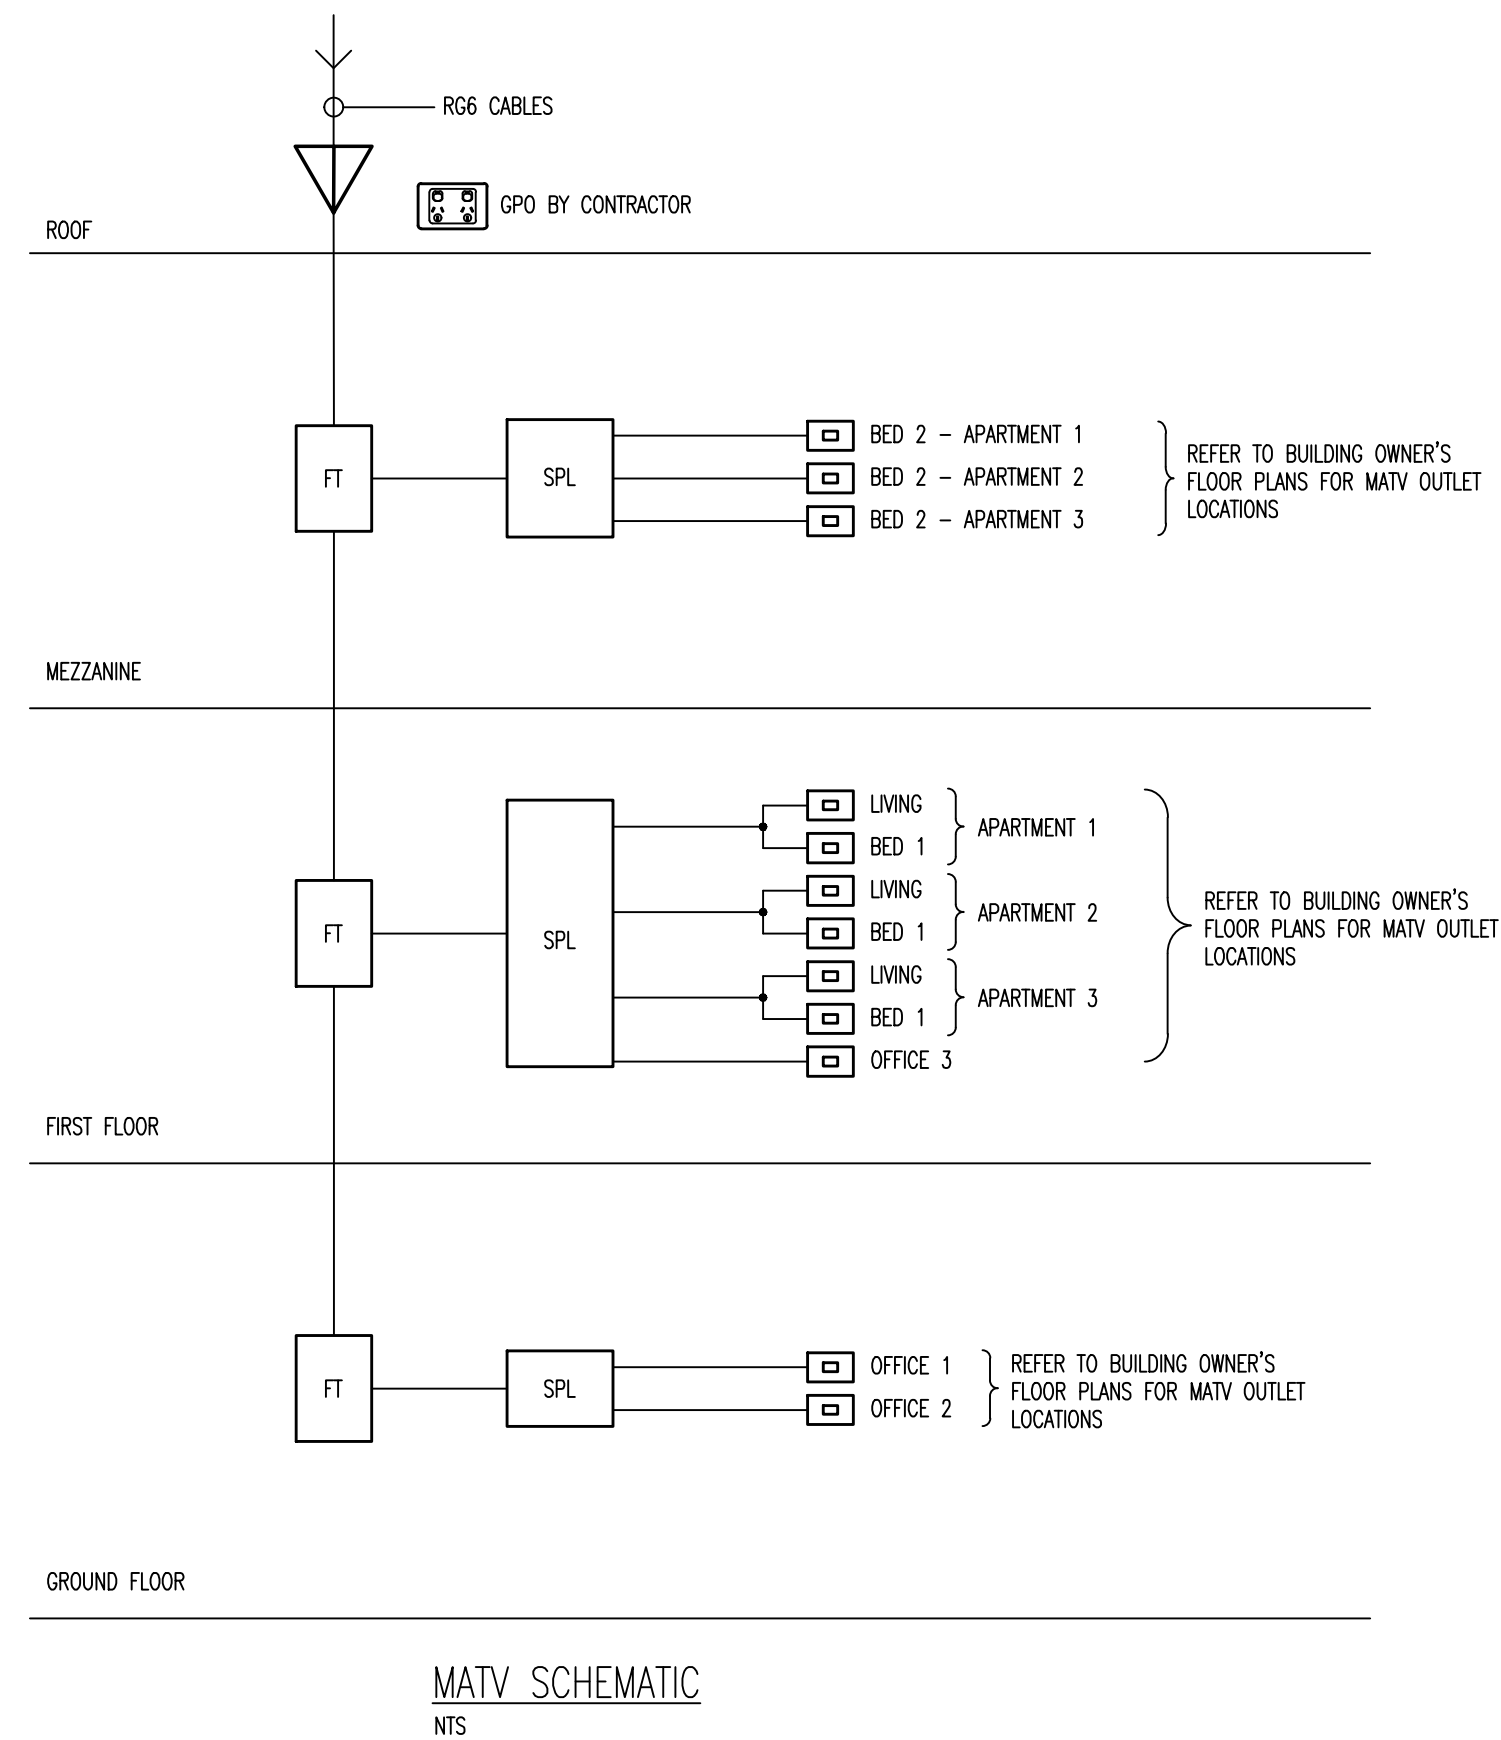 RG6 CABLES
GPO BY CONTRACTOR
ROOF
FT
SPL
BED 2 - APARTMENT 1
BED 2 - APARTMENT 2
BED 2 - APARTMENT 3
REFER TO BUILDING OWNER'S
FLOOR PLANS FOR MATV OUTLET
LOCATIONS
MEZZANINE
FT
SPL
LIVING
BED 1
APARTMENT 1
LIVING
BED 1
APARTMENT 2
LIVING
BED 1
APARTMENT 3
OFFICE 3
REFER TO BUILDING OWNER'S
FLOOR PLANS FOR MATV OUTLET
LOCATIONS
FIRST FLOOR
FT
SPL
OFFICE 1
OFFICE 2
REFER TO BUILDING OWNER'S
FLOOR PLANS FOR MATV OUTLET
LOCATIONS
GROUND FLOOR
MATV SCHEMATIC
NTS